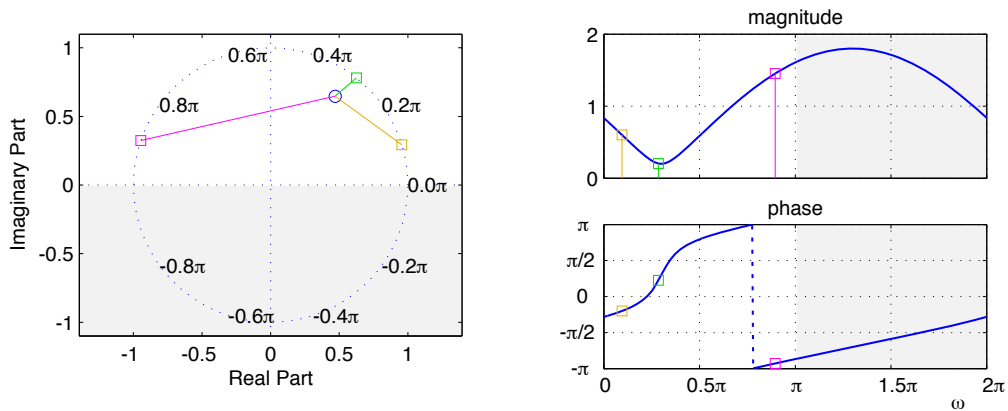 magnitude
1
0.5
0
0.5
-1
Imaginary Part
0.6π
0.4π
0.8π
0.2π
0.0π
-0.8π
-0.2π
-0.6π
-0.4π
-1
-0.5
0
0.5
1
Real Part
2
1
0
phase
π
π/2
0
-π/2
-π
0
0.5π
π
1.5π
2π
ω